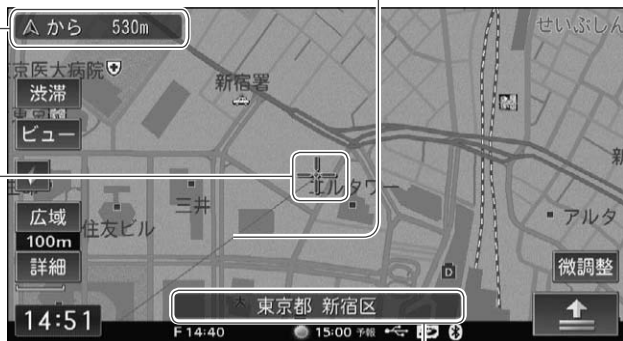 から 530m
せいぶしん
京医大病院
新宿署
渋滞
ビュー
新
エルタワー
三井
広域
住友ビル
アルタ
100m
詳細
D
微調整
東京都 新宿区
14:51
F 14:40
15:00 予報